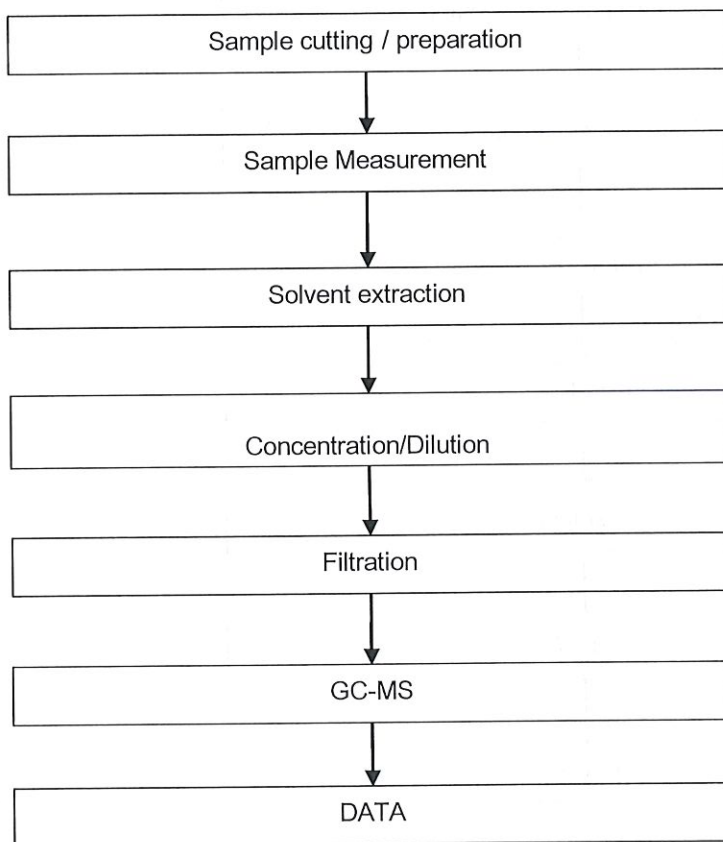 Sample cutting / preparation
Sample Measurement
Solvent extraction
Concentration/Dilution
Filtration
GC-MS
DATA